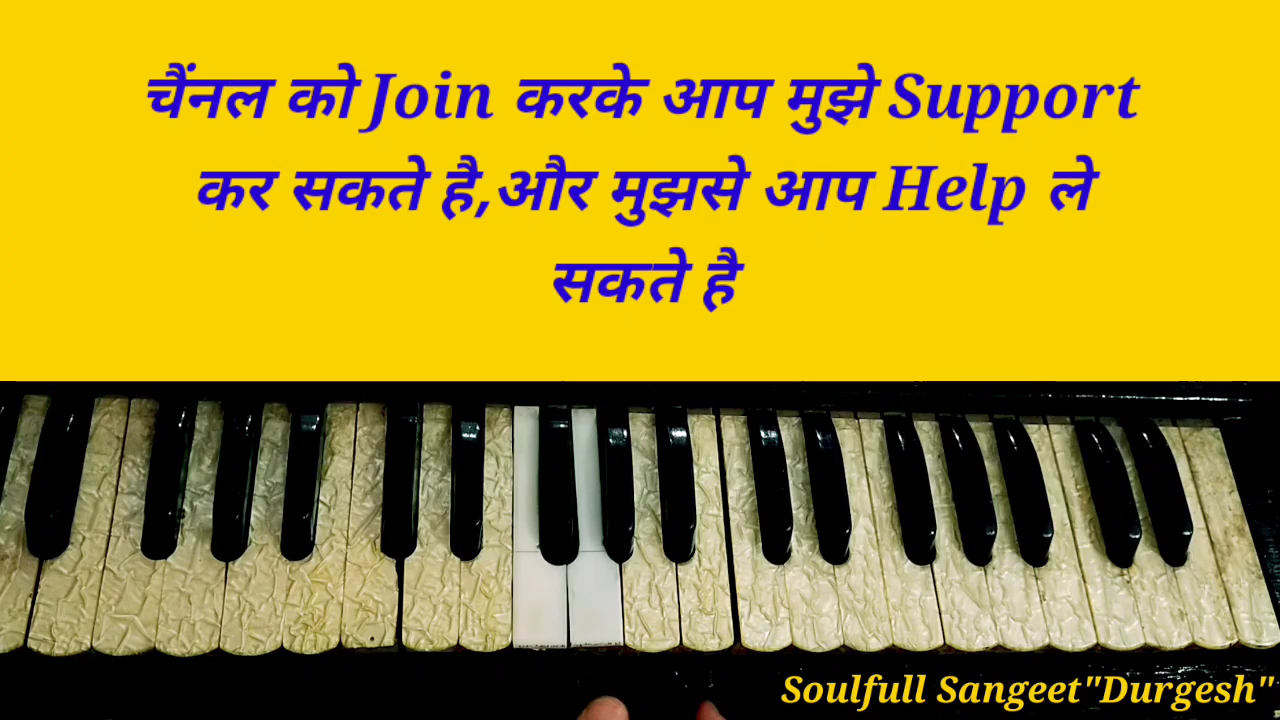 चैंनल को Join करके आप मुझे Support
कर सकते है,और मुझसे आप Help ले
सकते है
Soulfull Sangeet"Durgesh"